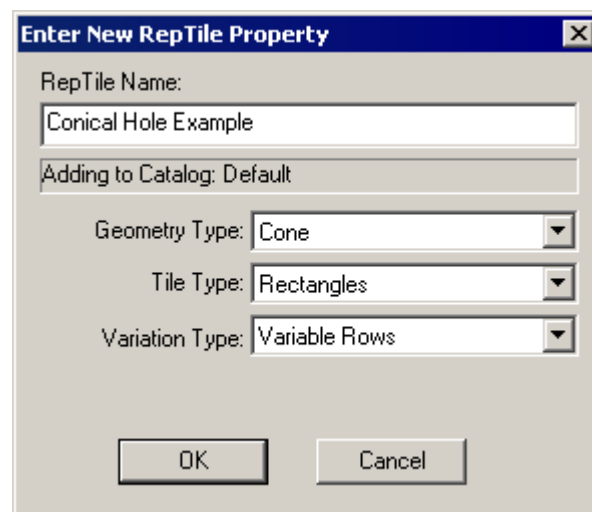 Enter New RepTile Property
RepTile Name:
Conical Hole Example
Adding to Catalog: Default
Geometry Type: Cone
Tile Type: Rectangles
Variation Type: Variable Rows
OK Cancel